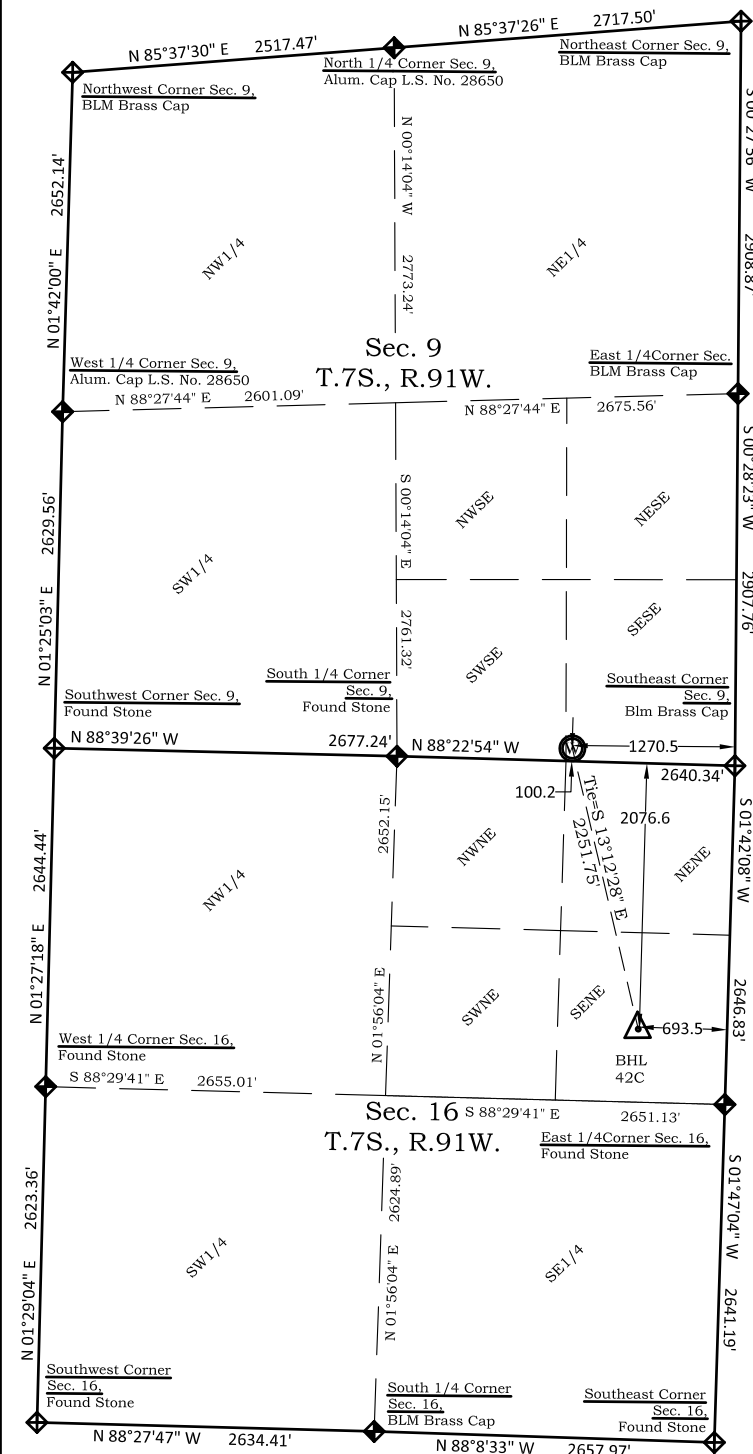 N 85°37'30" E 2517.47'
N 85°37'26" E 2717.50'
Northwest Corner Sec. 9,
BLM Brass Cap
North 1/4 Corner Sec. 9,
Alum. Cap L.S. No. 28650
Northeast Corner Sec. 9,
BLM Brass Cap
N 01°42'00" E 2652.14'
N 00°14'04" W 2773.24'
2908.87'
NW1/4
NE1/4
Sec. 9
T.7S., R.91W.
West 1/4 Corner Sec. 9,
Alum. Cap L.S. No. 28650
East 1/4Corner Sec.
BLM Brass Cap
N 88°27'44" E 2601.09'
N 88°27'44" E 2675.56'
N 01°25'03" E 2629.56'
S 00°14'04" E 2761.32'
S 00°28'23" W 2907.76'
NWSE
NESE
SW1/4
SWSE
SESE
Southwest Corner Sec. 9,
Found Stone
South 1/4 Corner
Sec. 9,
Found Stone
Southeast Corner
Sec. 9,
Blm Brass Cap
N 88°39'26" W 2677.24'
N 88°22'54" W 2640.34'
W
1270.5
100.2
Tie=S 13°12'28" E
2251.75'
2076.6
N 01°27'18" E 2644.44'
N 01°56'04" E 2652.15'
S 01°42'08" W 2646.83'
NW1/4
NWNE
NENE
SWNE
SENE
693.5
BHL
42C
West 1/4 Corner Sec. 16,
Found Stone
S 88°29'41" E 2655.01'
Sec. 16
T.7S., R.91W.
S 88°29'41" E 2651.13'
East 1/4Corner Sec. 16,
Found Stone
N 01°29'04" E 2623.36'
N 01°56'04" E 2624.89'
S 01°47'04" W 2641.19'
SW1/4
SE1/4
Southwest Corner
Sec. 16,
Found Stone
South 1/4 Corner
Sec. 16,
BLM Brass Cap
Southeast Corner
Sec. 16,
Found Stone
N 88°27'47" W 2634.41'
N 88°8'33" W 2657.97'